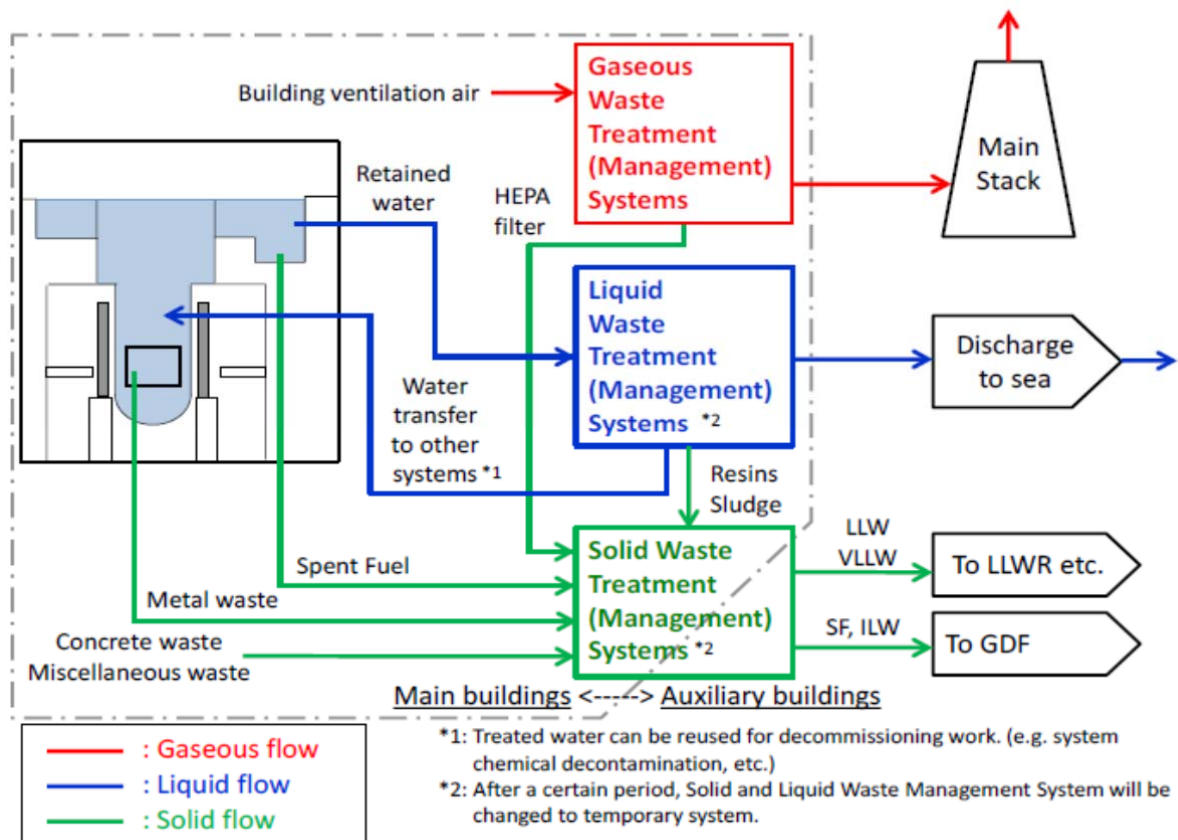 Building ventilation air
Gaseous
Waste
Treatment
(Management)
Systems
Main
Stack
Retained
water
HEPA
filter
Liquid
Waste
Treatment
(Management)
Systems *2
Discharge
to sea
Water
transfer
to other
systems *1
Resins
Sludge
Spent Fuel
Metal waste
Concrete waste
Miscellaneous waste
Solid Waste
Treatment
(Management)
Systems *2
LLW
VLLW
To LLWR etc.
SF, ILW
To GDF
Main buildings <-----> Auxiliary buildings
: Gaseous flow
: Liquid flow
: Solid flow
*1: Treated water can be reused for decommissioning work. (e.g. system
chemical decontamination, etc.)
*2: After a certain period, Solid and Liquid Waste Management System will be
changed to temporary system.